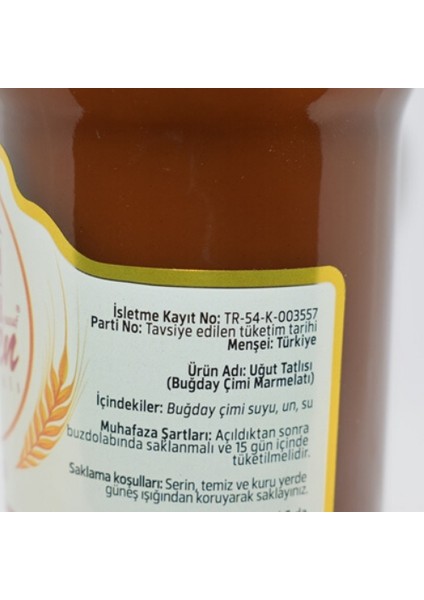 İşletme Kayıt No: TR-54-K-003557
Parti No: Tavsiye edilen tüketim tarihi
Menşei: Türkiye
Ürün Adı: Uğut Tatlısı
(Buğday Çimi Marmelatı)
İçindekiler: Buğday çimi suyu, un, su
Muhafaza Şartları: Açıldıktan sonra
buzdolabında saklanmalı ve 15 gün içinde
tüketilmelidir.
Saklama koşulları: Serin, temiz ve kuru yerde
güneş ışığından koruyarak saklayınız.